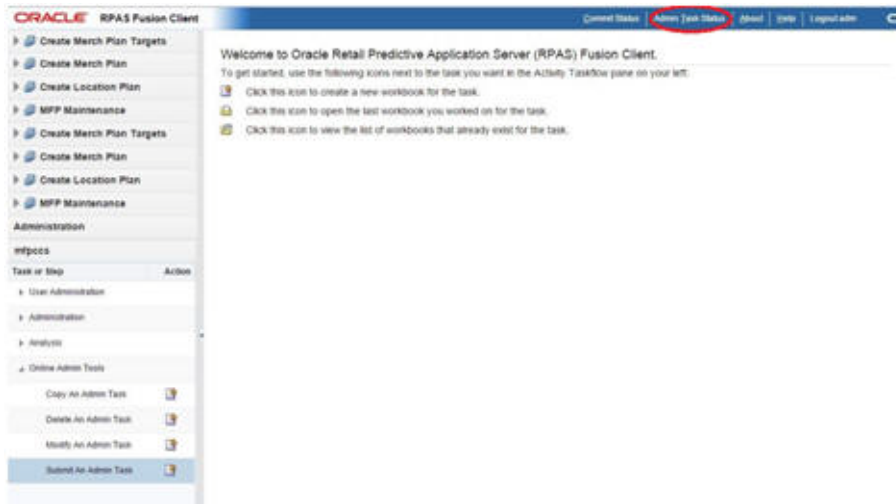 ORACLE RPAS Fusion Client
Current Status Admin Task Status About Help Logout adm
Create Merch Plan Targets
Create Merch Plan
Create Location Plan
MFP Maintenance
Create Merch Plan Targets
Create Merch Plan
Create Location Plan
MFP Maintenance
Administration
mfpccs
Task or Step Action
User Administration
Administration
Analysis
Online Admin Tools
Copy An Admin Task
Delete An Admin Task
Modify An Admin Task
Submit An Admin Task
Welcome to Oracle Retail Predictive Application Server (RPAS) Fusion Client.
To get started, use the following icons next to the task you want in the Activity Taskflow pane on your left:
Click this icon to create a new workbook for the task.
Click this icon to open the last workbook you worked on for the task.
Click this icon to view the list of workbooks that already exist for the task.